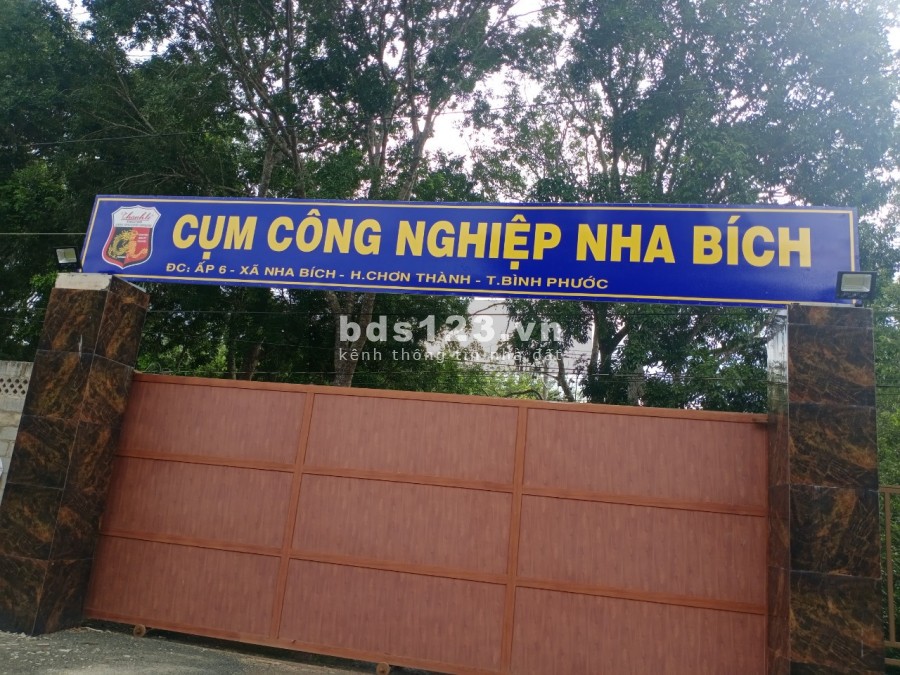 CỤM CÔNG NGHIỆP NHA BÍCH
ĐC: ẤP 6 - XÃ NHA BÍCH - H.CHƠN THÀNH - T.BÌNH PHƯỚC
bds123.vn
kênh thông tin nhà đất